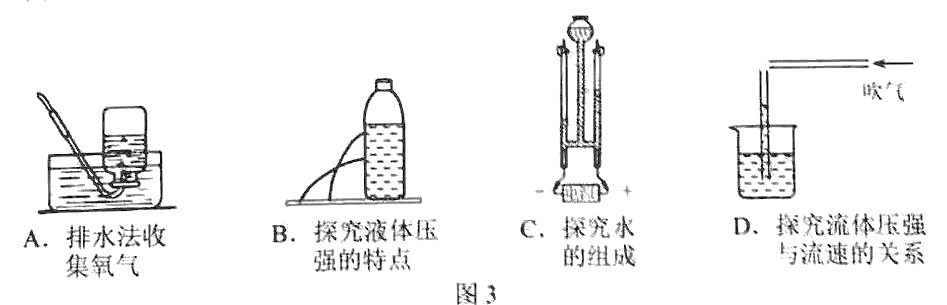 吹气
- 电源 +
A. 排水法收
集氧气
B. 探究液体压
强的特点
C. 探究水
的组成
D. 探究流体压强
与流速的关系
图3